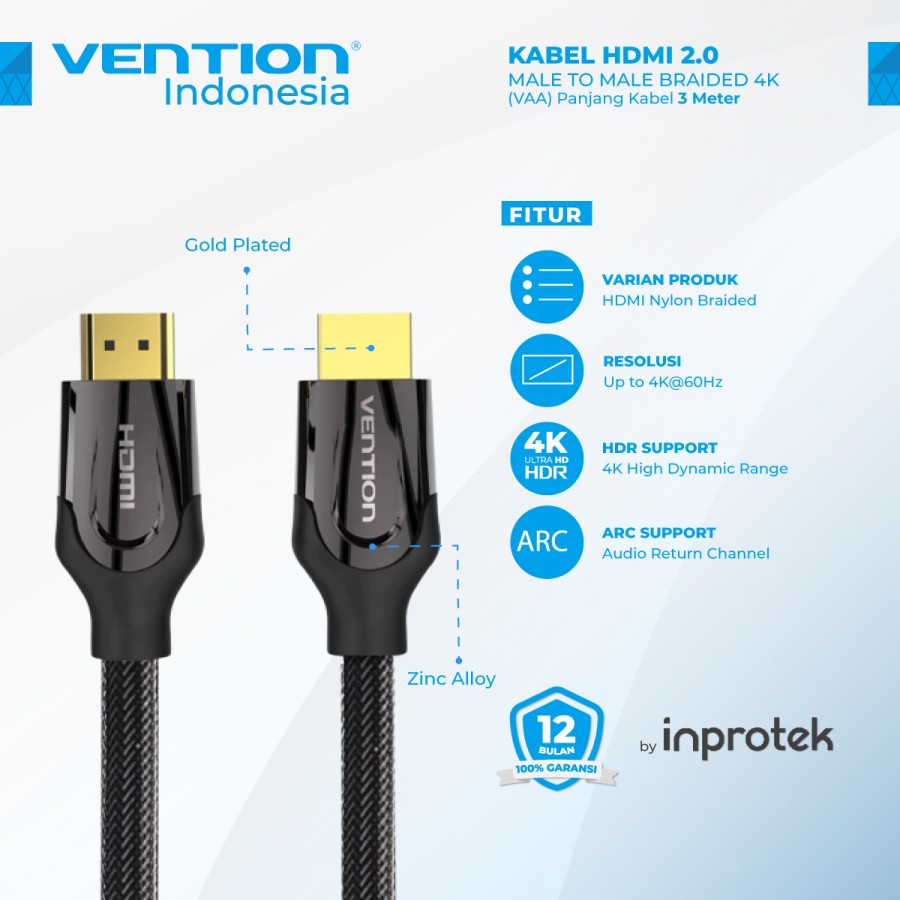 VENTION®
Indonesia
KABEL HDMI 2.0
MALE TO MALE BRAIDED 4K
(VAA) Panjang Kabel 3 Meter
FITUR
Gold Plated
VARIAN PRODUK
HDMI Nylon Braided
RESOLUSI
Up to 4K@60Hz
4K
ULTRA HD
HDR
HDR SUPPORT
4K High Dynamic Range
ARC
ARC SUPPORT
Audio Return Channel
HDMI
VENTION
Zinc Alloy
12
BULAN
100% GARANSI
by inprotek